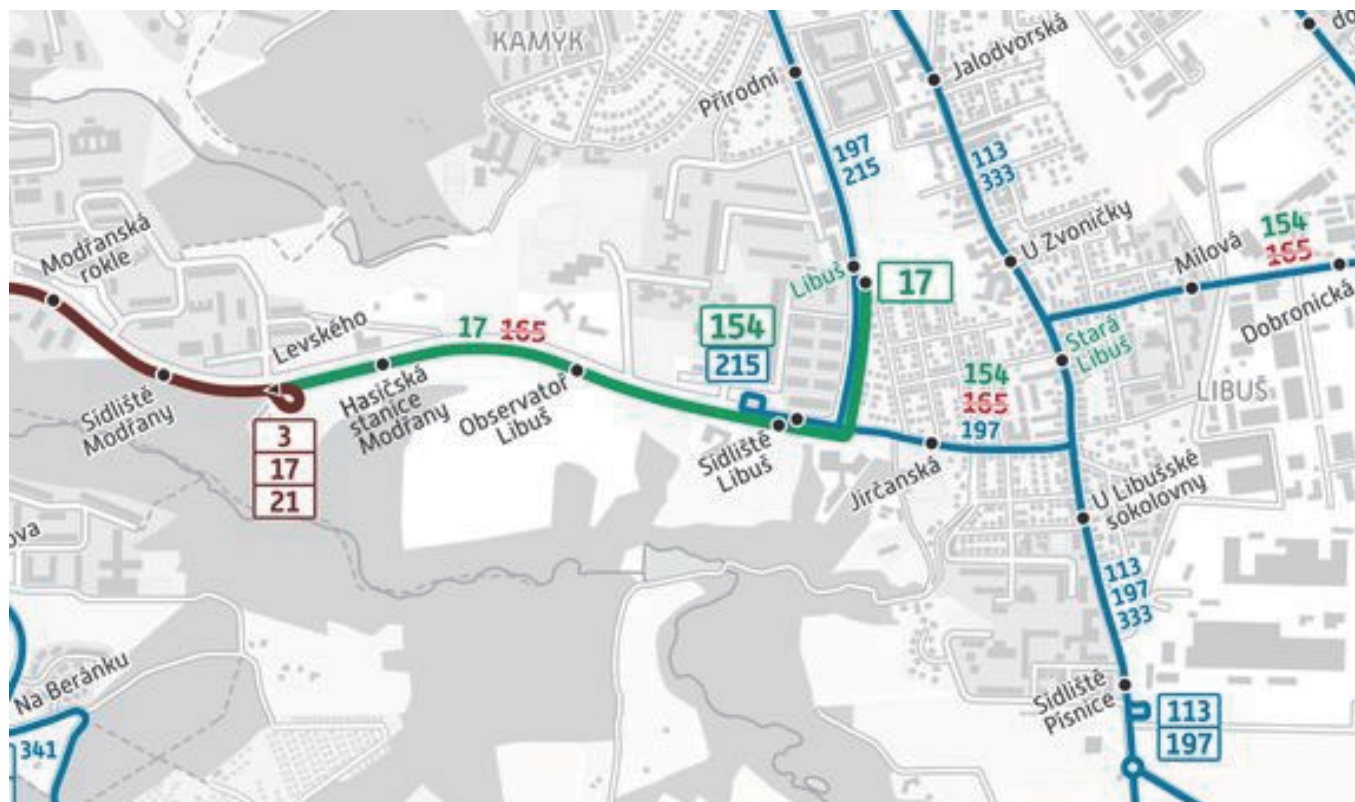 KAMÝK
Přírodní
Jalodvorská
do
197
215
113
333
U Zvoničky
Milová
154
165
Dobronická
Modřanská
rokle
Levského
17 165
Libuš
17
154
215
Stará
Libuš
LIBUŠ
154
165
197
Sídliště
Modřany
3
17
21
Hasičská
stanice
Modřany
Observatoř
Libuš
Sídliště
Libuš
Jirčanská
U Libušské
sokolovny
ova
113
197
333
Na Beránku
341
Sídliště
Písnice
113
197